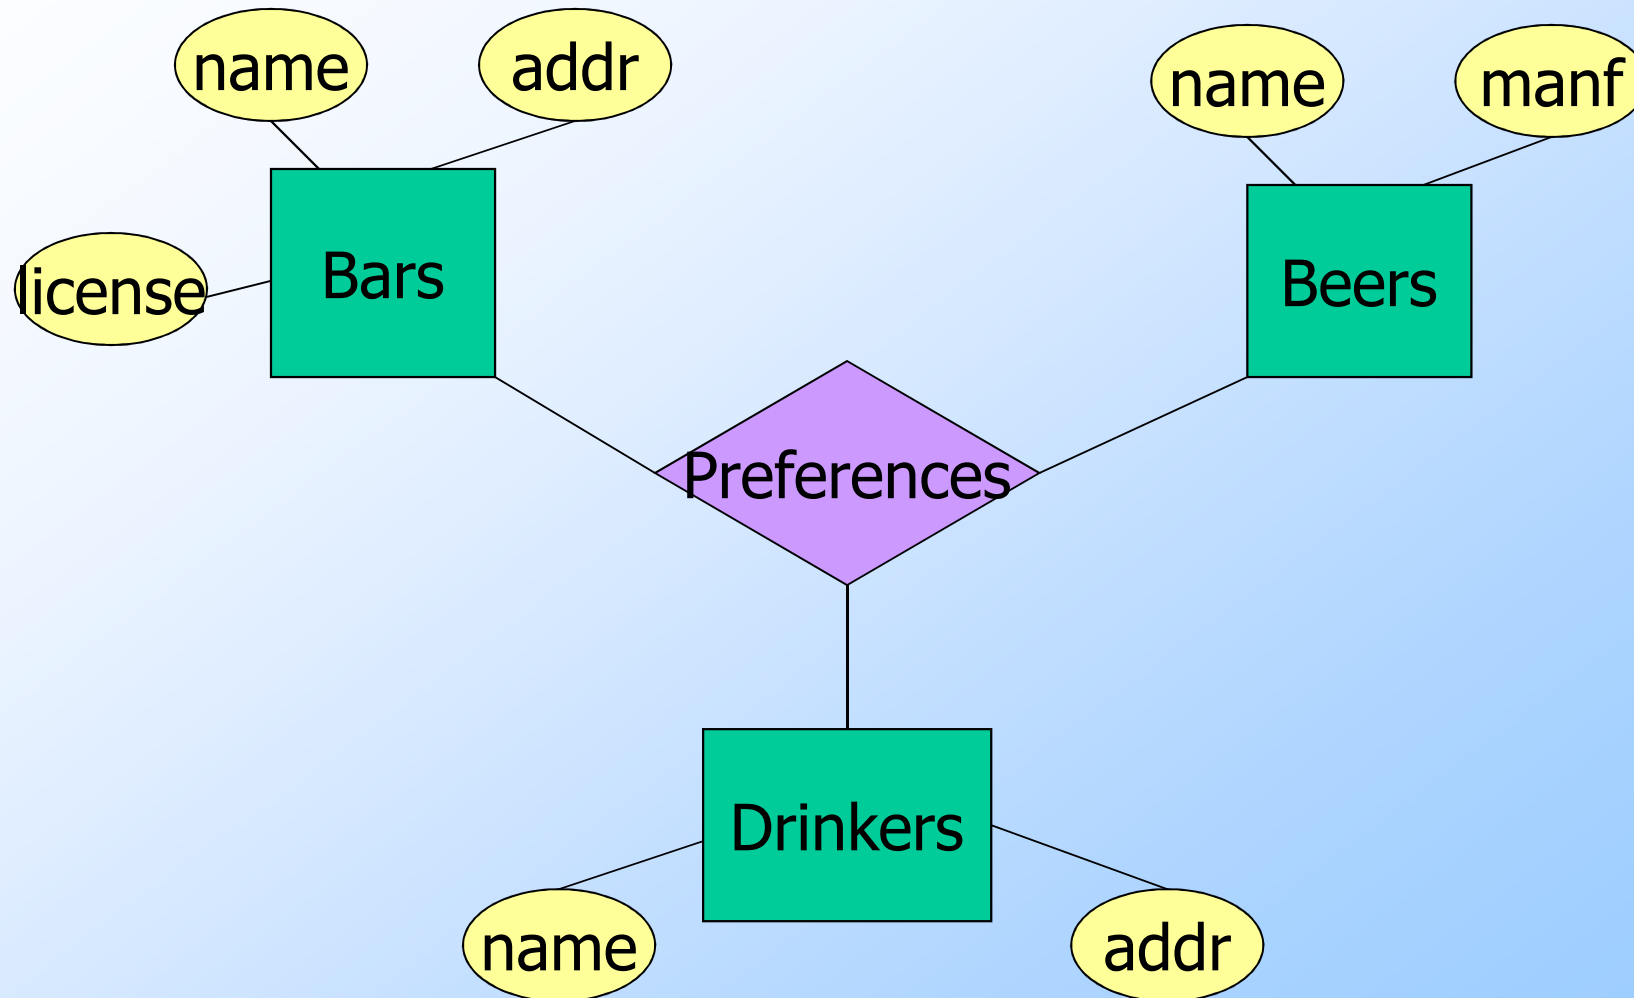 name
addr
name
manf
license
Bars
Beers
Preferences
Drinkers
name
addr